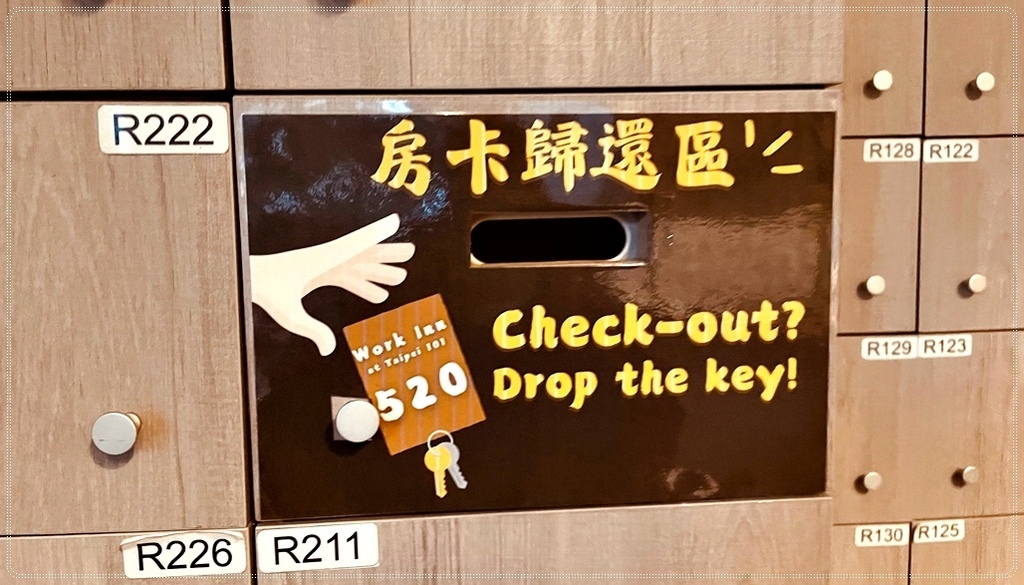 R222
房卡歸還區
Check-out?
Drop the key!
Work Inn
at Taipei 101
520
R226
R211
R128
R122
R129
R123
R130
R125